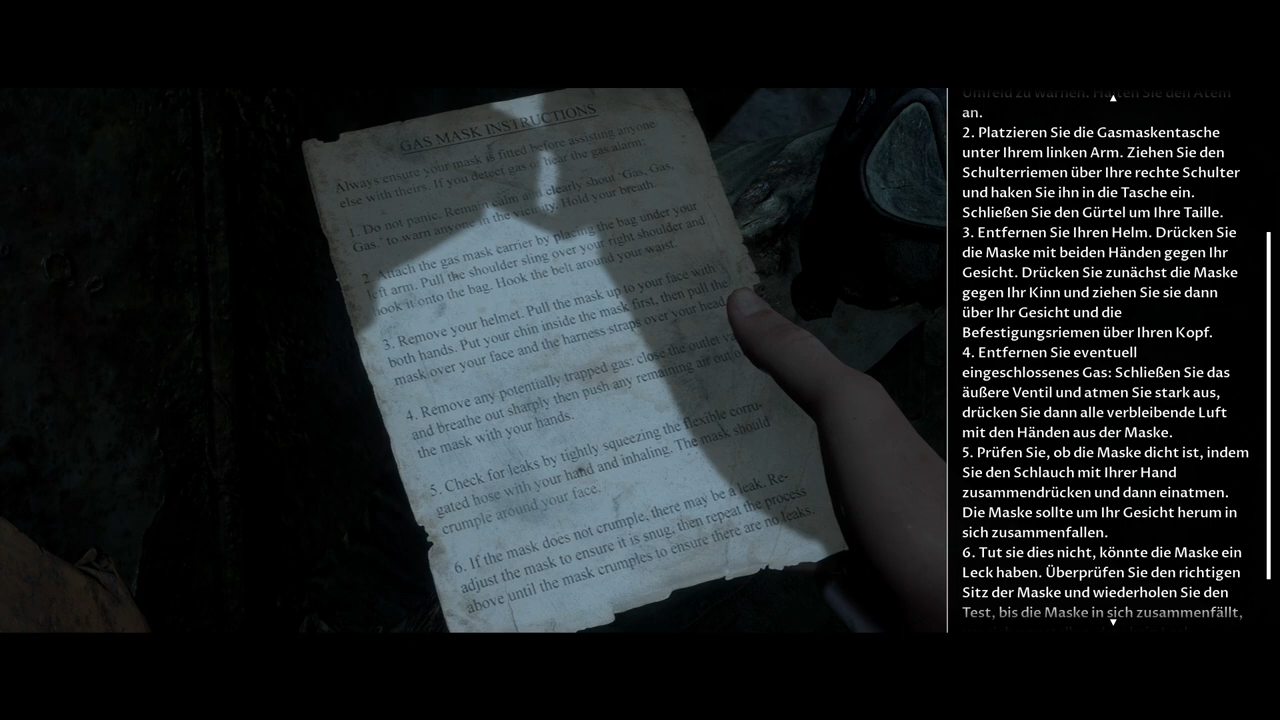 GAS MASK INSTRUCTIONS
Always ensure your mask is fitted before assisting anyone
else with theirs. If you detect gas or hear the gas alarm:
1. Do not panic. Remain calm and clearly shout 'Gas, Gas,
Gas.' to warn anyone in the vicinity. Hold your breath.
2. Attach the gas mask carrier by placing the bag under your
left arm. Pull the shoulder sling over your right shoulder and
hook it onto the bag. Hook the belt around your waist.
3. Remove your helmet. Pull the mask up to your face with
both hands. Put your chin inside the mask first, then pull the
mask over your face and the harness straps over your head.
4. Remove any potentially trapped gas: close the outlet
and breathe out sharply then push any remaining air out
the mask with your hands.
5. Check for leaks by tightly squeezing the flexible corru-
gated hose with your hand and inhaling. The mask should
crumple around your face.
6. If the mask does not crumple, there may be a leak. Re-
adjust the mask to ensure it is snug, then repeat the process
above until the mask crumples to ensure there are no leaks.
Umfeld zu warnen. Halten Sie den Atem
an.
2. Platzieren Sie die Gasmaskentasche
unter Ihrem linken Arm. Ziehen Sie den
Schulterriemen über Ihre rechte Schulter
und haken Sie ihn in die Tasche ein.
Schließen Sie den Gürtel um Ihre Taille.
3. Entfernen Sie Ihren Helm. Drücken Sie
die Maske mit beiden Händen gegen Ihr
Gesicht. Drücken Sie zunächst die Maske
gegen Ihr Kinn und ziehen Sie sie dann
über Ihr Gesicht und die
Befestigungsriemen über Ihren Kopf.
4. Entfernen Sie eventuell
eingeschlossenes Gas: Schließen Sie das
äußere Ventil und atmen Sie stark aus,
drücken Sie dann alle verbleibende Luft
mit den Händen aus der Maske.
5. Prüfen Sie, ob die Maske dicht ist, indem
Sie den Schlauch mit Ihrer Hand
zusammendrücken und dann einatmen.
Die Maske sollte um Ihr Gesicht herum in
sich zusammenfallen.
6. Tut sie dies nicht, könnte die Maske ein
Leck haben. Überprüfen Sie den richtigen
Sitz der Maske und wiederholen Sie den
Test, bis die Maske in sich zusammenfällt,